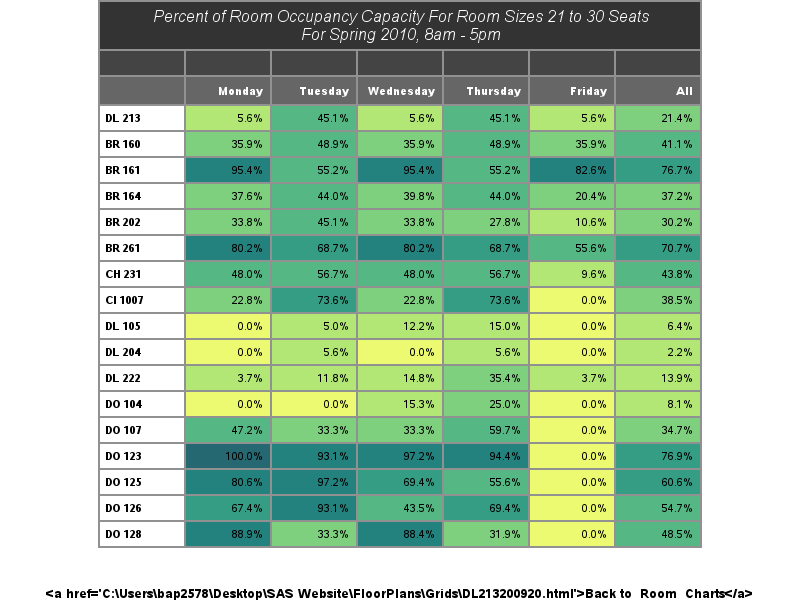 Percent of Room Occupancy Capacity For Room Sizes 21 to 30 Seats
For Spring 2010, 8am - 5pm
Monday Tuesday Wednesday Thursday Friday All
DL 213 5.6% 45.1% 5.6% 45.1% 5.6% 21.4%
BR 160 35.9% 48.9% 35.9% 48.9% 35.9% 41.1%
BR 161 95.4% 55.2% 95.4% 55.2% 82.6% 76.7%
BR 164 37.6% 44.0% 39.8% 44.0% 20.4% 37.2%
BR 202 33.8% 45.1% 33.8% 27.8% 10.6% 30.2%
BR 261 80.2% 68.7% 80.2% 68.7% 55.6% 70.7%
CH 231 48.0% 56.7% 48.0% 56.7% 9.6% 43.8%
CI 1007 22.8% 73.6% 22.8% 73.6% 0.0% 38.5%
DL 105 0.0% 5.0% 12.2% 15.0% 0.0% 6.4%
DL 204 0.0% 5.6% 0.0% 5.6% 0.0% 2.2%
DL 222 3.7% 11.8% 14.8% 35.4% 3.7% 13.9%
DO 104 0.0% 0.0% 15.3% 25.0% 0.0% 8.1%
DO 107 47.2% 33.3% 33.3% 59.7% 0.0% 34.7%
DO 123 100.0% 93.1% 97.2% 94.4% 0.0% 76.9%
DO 125 80.6% 97.2% 69.4% 55.6% 0.0% 60.6%
DO 126 67.4% 93.1% 43.5% 69.4% 0.0% 54.7%
DO 128 88.9% 33.3% 88.4% 31.9% 0.0% 48.5%
<a href='C:\Users\bap2578\Desktop\SAS Website\FloorPlans\Grids\DL213200920.html'>Back to Room Charts</a>